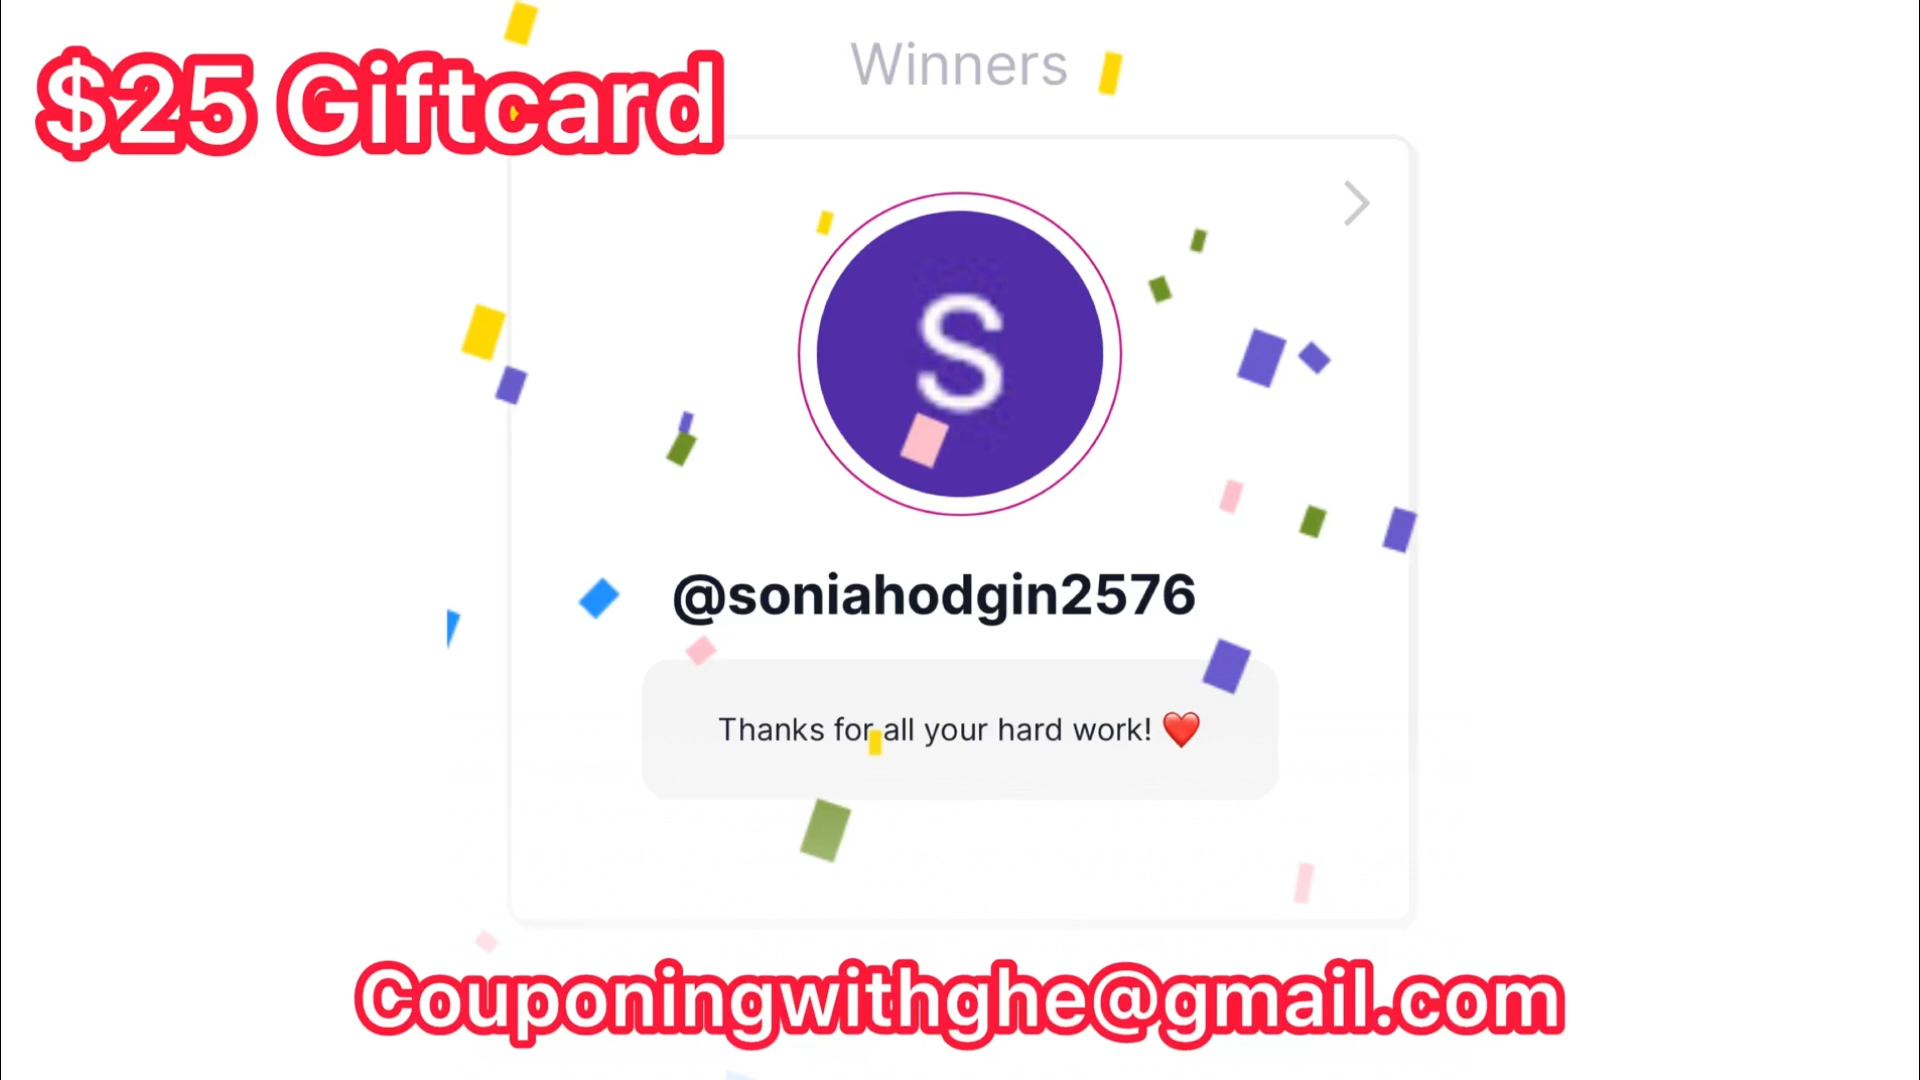 $25 Giftcard
Winners
S
@soniahodgin2576
Thanks for all your hard work! ❤️
Couponingwithghe@gmail.com